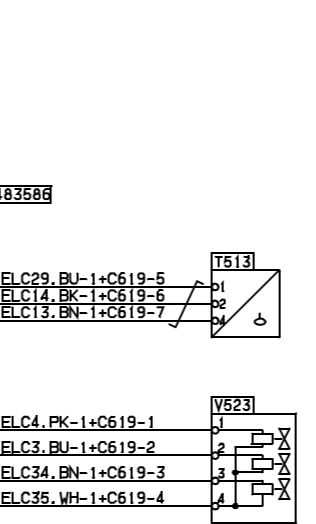 483586
T513
ELC29.BU-1+C619-5 1
ELC14.BK-1+C619-6 2
ELC13.BN-1+C619-7 4
V523
ELC4.PK-1+C619-1 1
ELC3.BU-1+C619-2 2
ELC34.BN-1+C619-3 3
ELC35.WH-1+C619-4 4